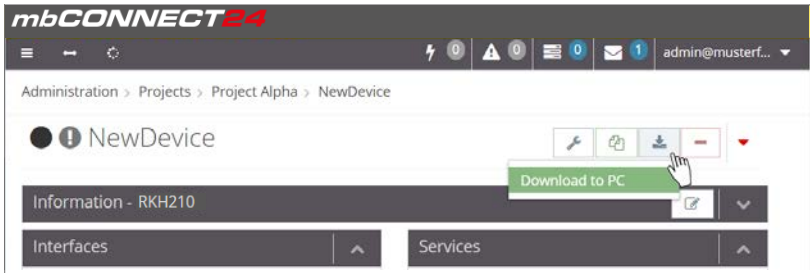 mbCONNECT24
0 0 0 1 admin@musterf...
Administration > Projects > Project Alpha > NewDevice
NewDevice
Download to PC
Information - RKH210
Interfaces
Services